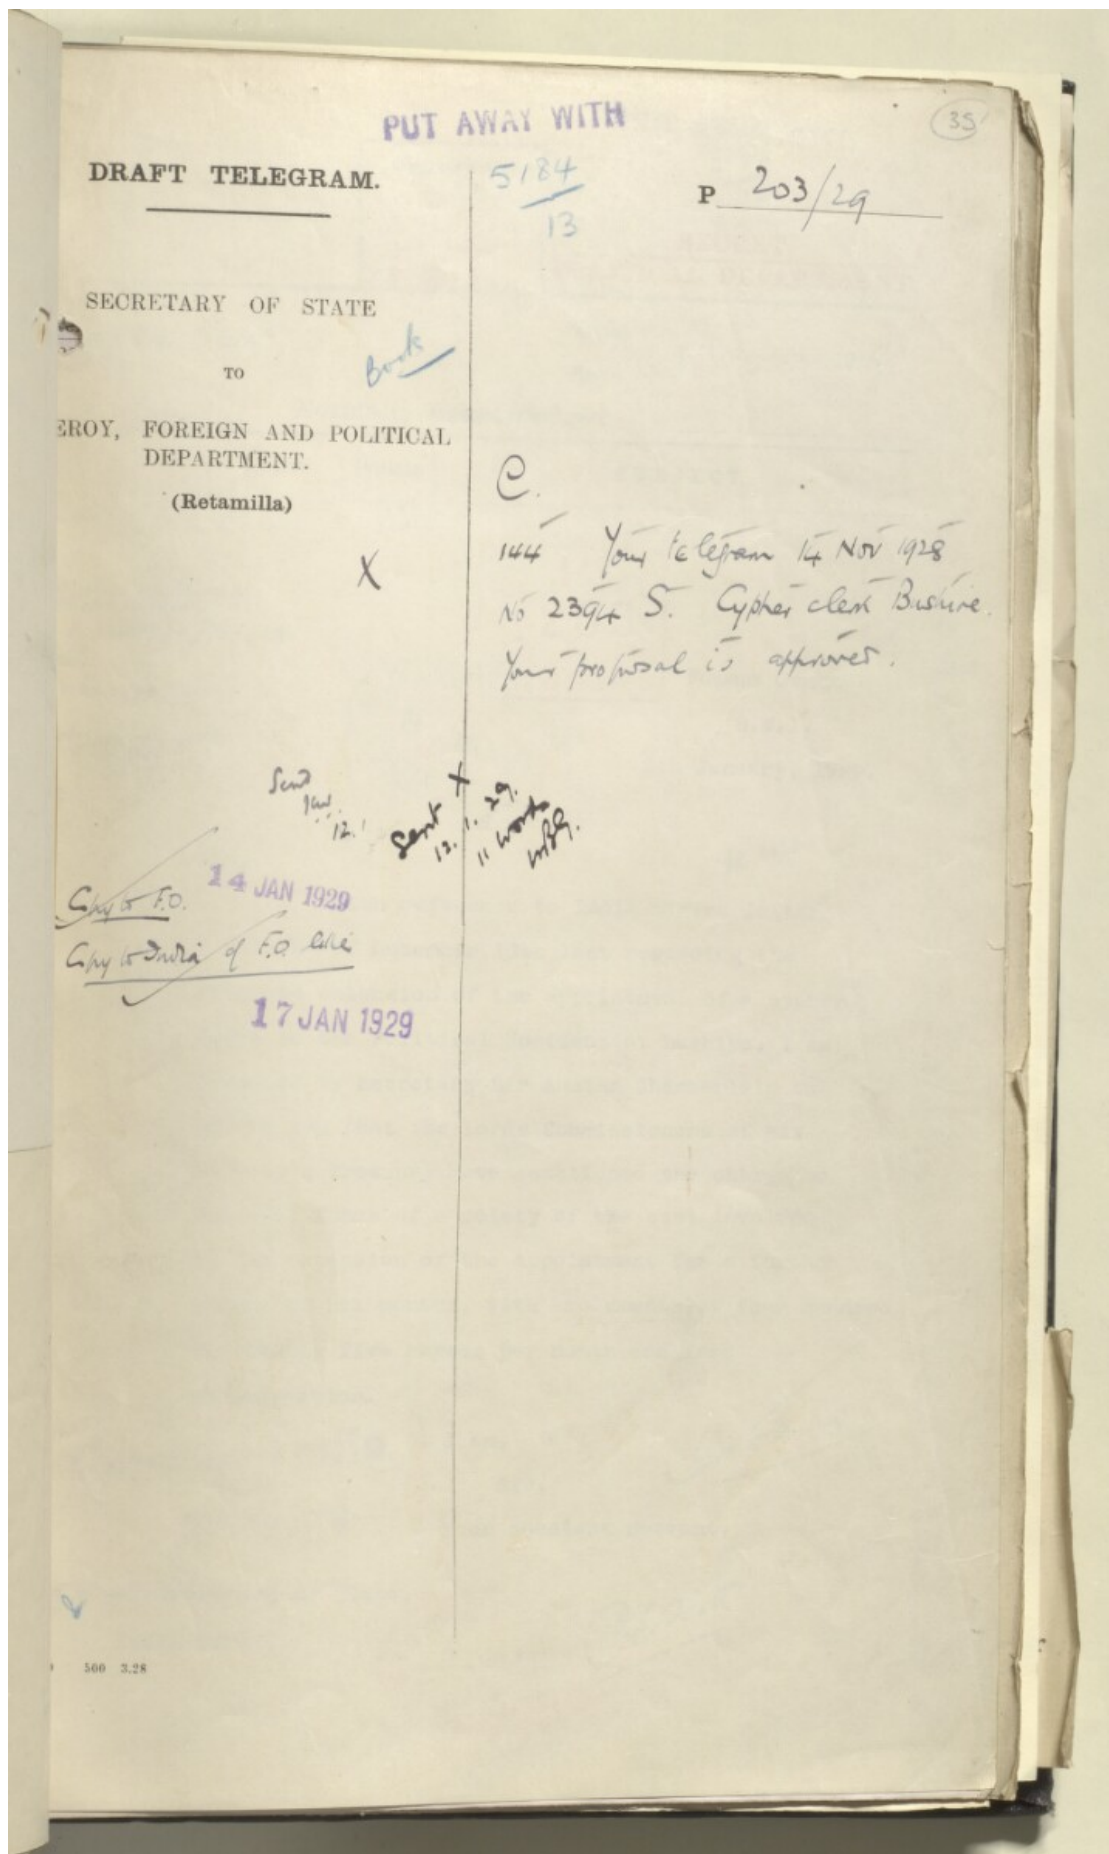 PUT AWAY WITH
35
DRAFT TELEGRAM.
5184
13
P 203/29
SECRETARY OF STATE
Book
TO
EROY, FOREIGN AND POLITICAL
DEPARTMENT.
(Retamilla)
X
C.
144 Your telegram 14 Nov 1928
No 2394 S. Cypher clerk Bushire.
Your proposal is approved.
Sent
12.1
X
Sent
12.1.29.
11 words
14 JAN 1929
Copy to F.O.
Copy to India of F.O.
17 JAN 1929
500 3.28